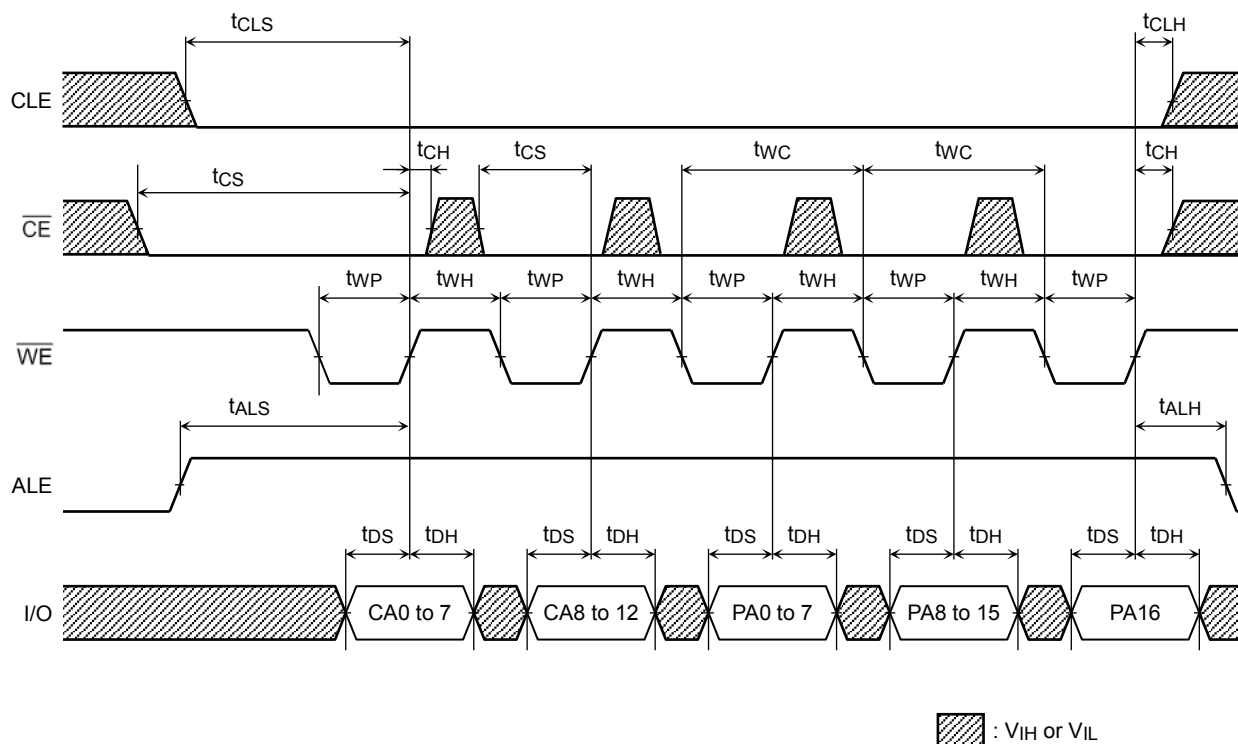 tCLS
tCLH
CLE
tCH
tCS
tWC
tWC
tCH
tCS
CE
tWP
tWH
tWP
tWH
tWP
tWH
tWP
tWH
tWP
WE
tALS
tALH
ALE
tDS
tDH
tDS
tDH
tDS
tDH
tDS
tDH
tDS
tDH
I/O
CA0 to 7
CA8 to 12
PA0 to 7
PA8 to 15
PA16
: VIH or VIL